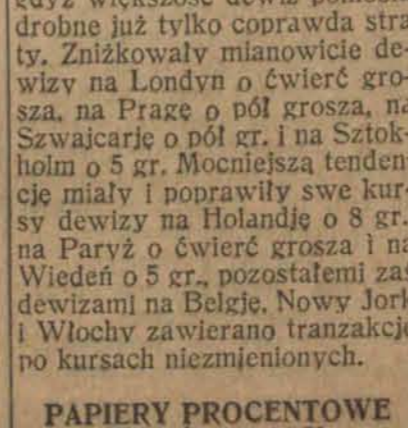 gdyż większość dewiz
drobne już tylko coprawda stra
ty. Zniżkowały mianowicie de-
wizy na Londyn o ćwierć gro-
sza, na Pragę o pół grosza, na
Szwajcarję o pół gr. i na Sztok-
holm o 5 gr. Mocniejszą tenden
cję miały i poprawiły swe kur-
sy dewizy na Holandję o 8 gr.
na Paryż o ćwierć grosza i na
Wiedeń o 5 gr., pozostałemi zaś
dewizami na Belgję, Nowy Jork
i Włochy zawierano tranzakcje
po kursach niezmienionych.
PAPIERY PROCENTOWE